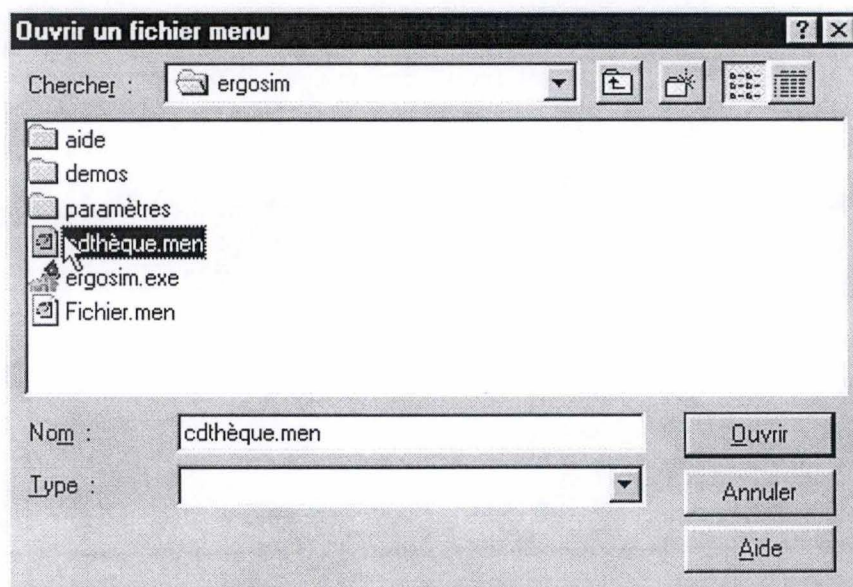 Ouvrir un fichier menu
Chercher : ergosim
aide
demos
paramètres
cdthèque.men
ergosim.exe
Fichier.men
Nom : cdthèque.men Ouvrir
Type : Annuler
Aide